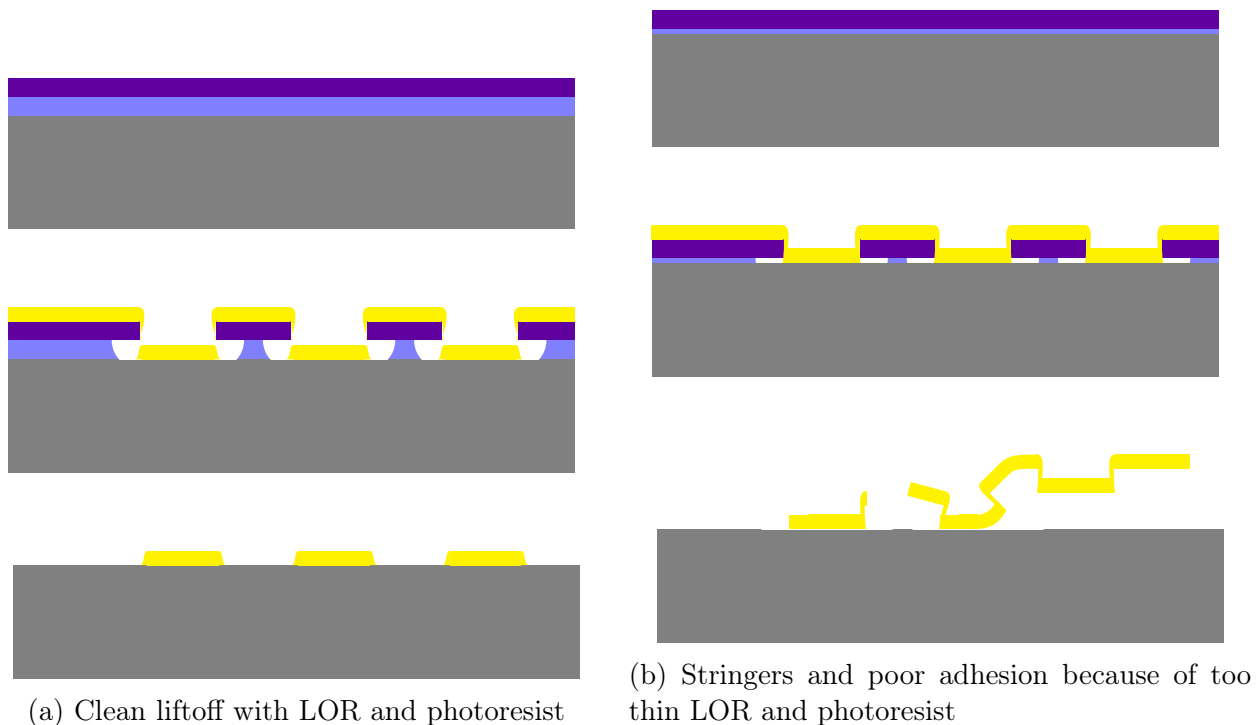 (a) Clean liftoff with LOR and photoresist
(b) Stringers and poor adhesion because of too
thin LOR and photoresist